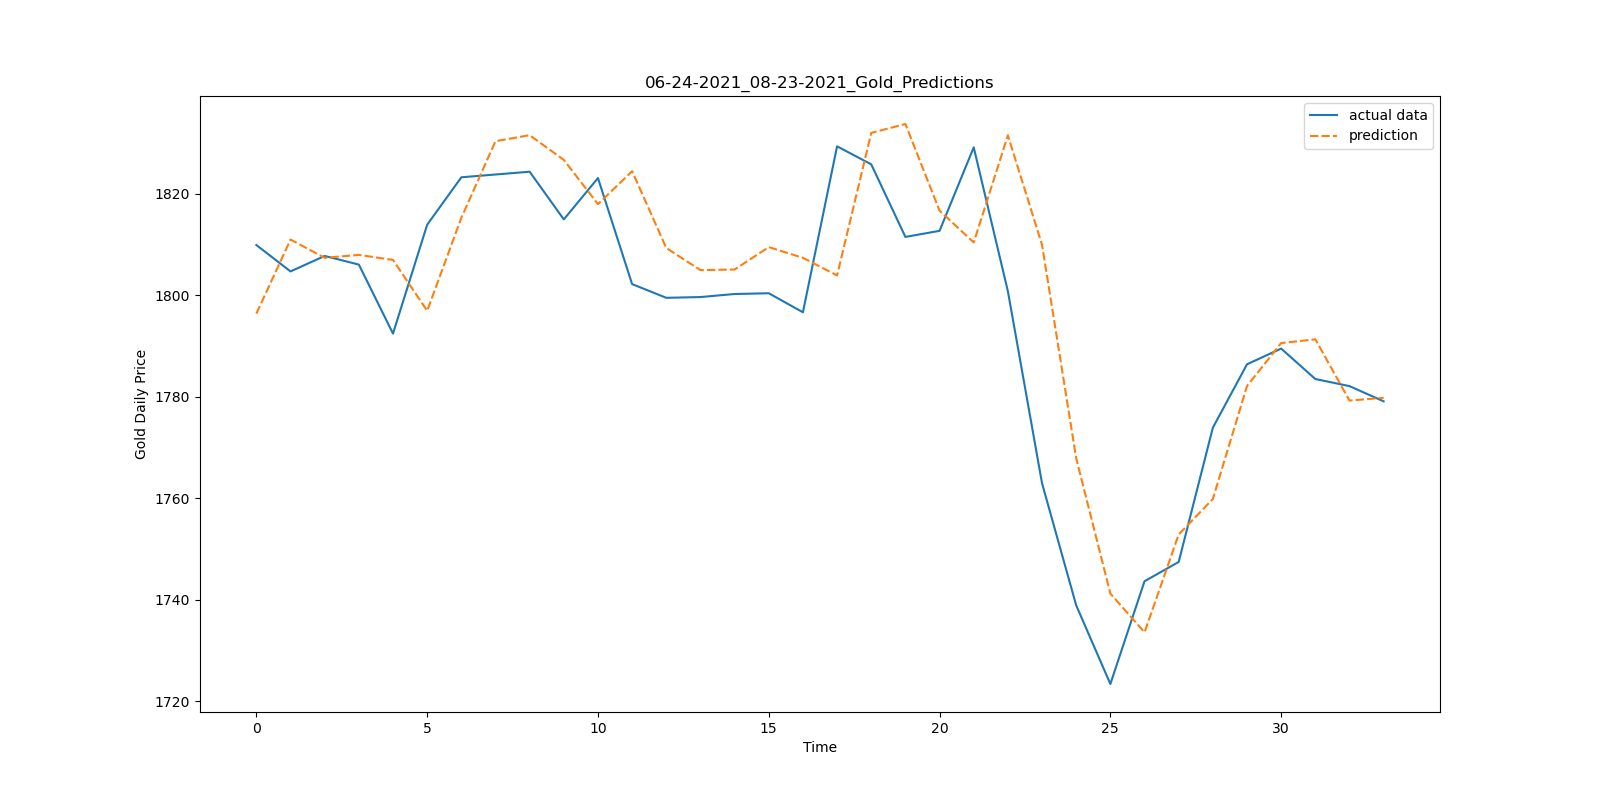 06-24-2021_08-23-2021_Gold_Predictions
actual data
prediction
1820
1800
1780
1760
1740
1720
Gold Daily Price
0 5 10 15 20 25 30
Time